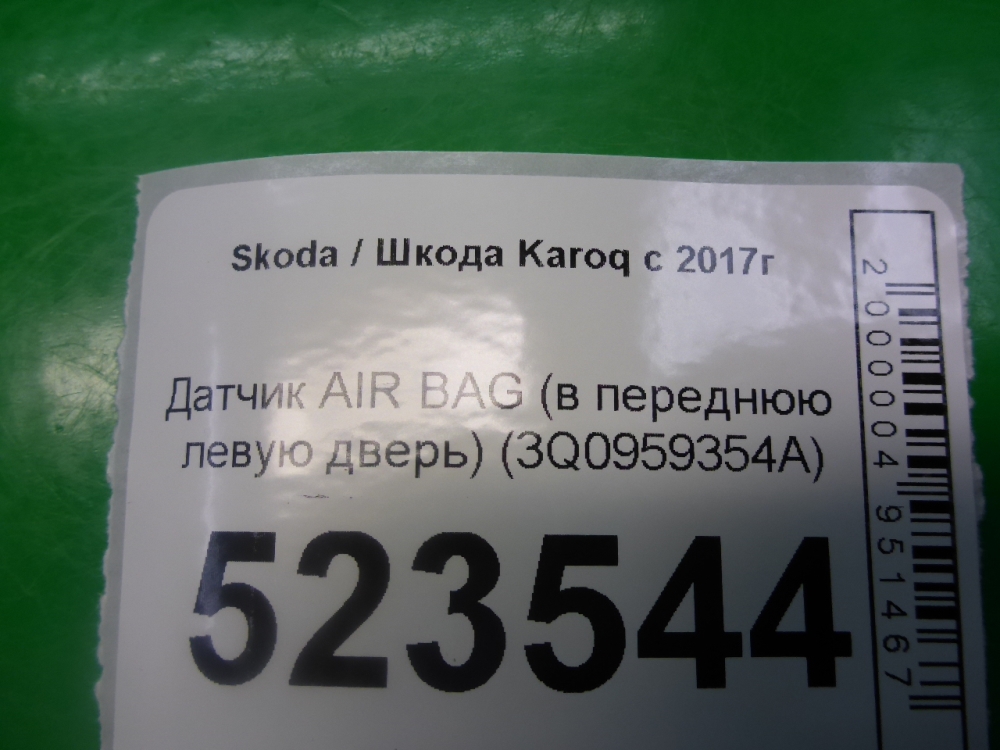 Skoda / Шкода Karoq с 2017г
Датчик AIR BAG (в переднюю
левую дверь) (3Q0959354A)
523544
2000004951467